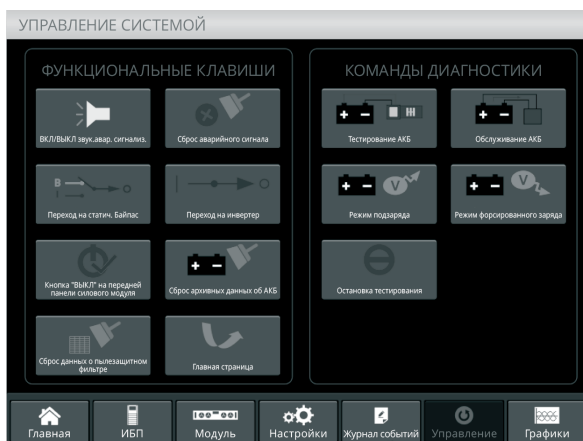 УПРАВЛЕНИЕ СИСТЕМОЙ
ФУНКЦИОНАЛЬНЫЕ КЛАВИШИ
ВКЛ/ВЫКЛ звук.авар. сигнализ.
Сброс аварийного сигнала
B
I
Переход на статич. Байпас
Переход на инвертер
Кнопка "ВЫКЛ" на передней
панели силового модуля
Сброс архивных данных об АКБ
Сброс данных о пылезащитном
фильтре
Главная страница
КОМАНДЫ ДИАГНОСТИКИ
Тестирование АКБ
Обслуживание АКБ
V
V
Режим подзаряда
Режим форсированного заряда
Остановка тестирования
Главная
ИБП
Модуль
Настройки
Журнал событий
Управление
Графики